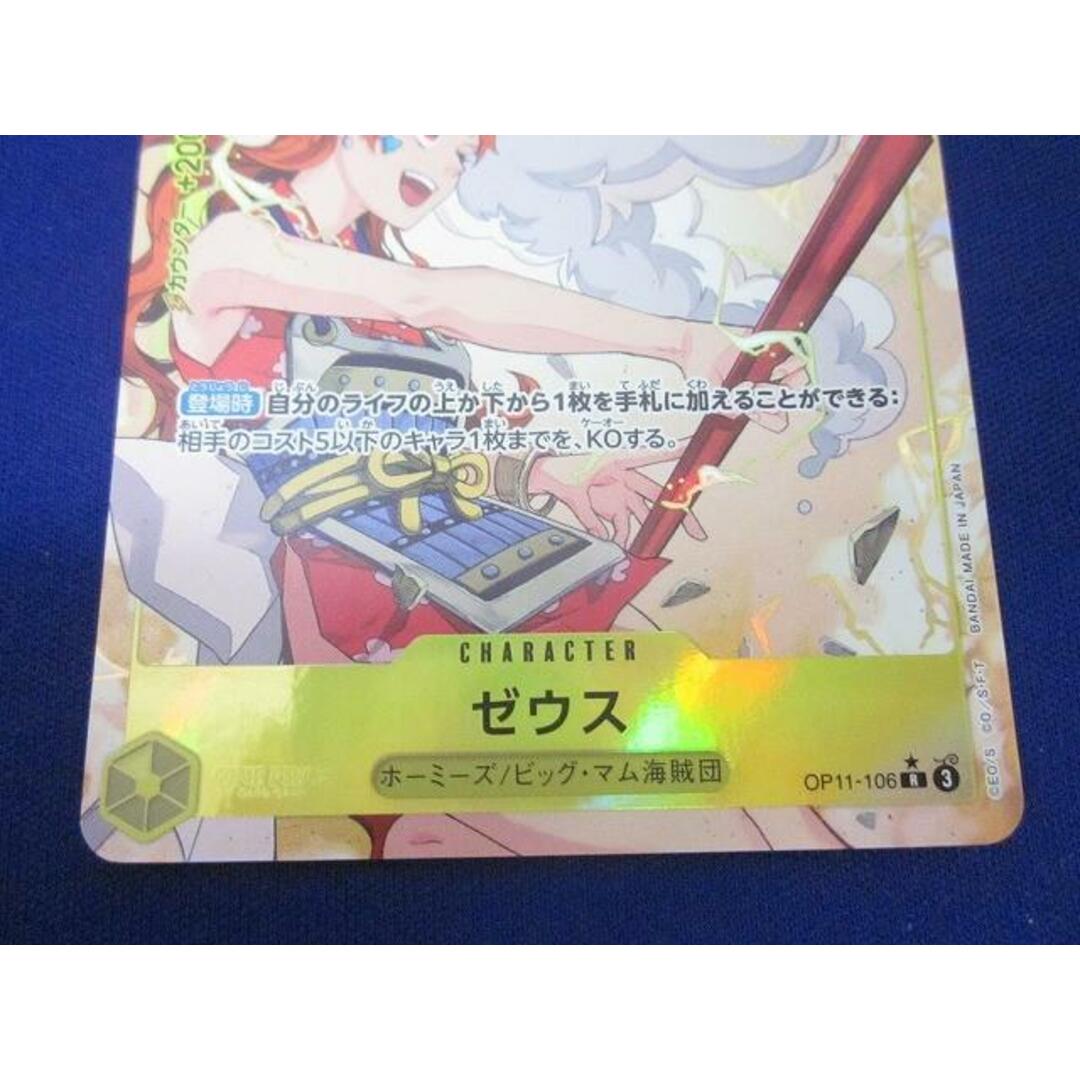 カウンター +200
登場時 自分のライフの上か下から1枚を手札に加えることができる:
相手のコスト5以下のキャラ1枚までを、KOする。
CHARACTER
ゼウス
ホーミーズ/ビッグ・マム海賊団
OP11-106 R 3
©EO/S ©O/S・F・T BANDAI MADE IN JAPAN